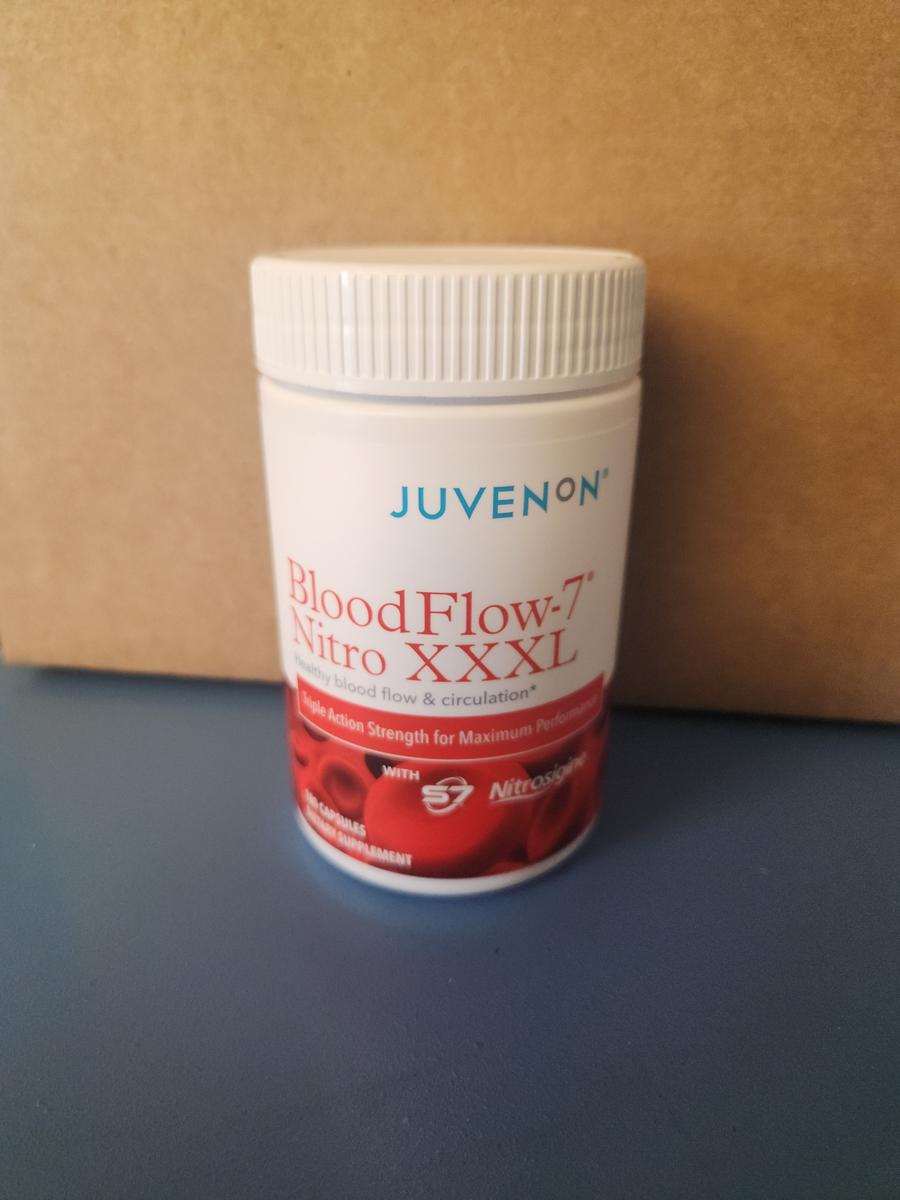 JUVENON®
BloodFlow-7®
Nitro XXXL
Healthy blood flow & circulation*
Triple Action Strength for Maximum Performance
WITH
S7
Nitrosigine
CAPSULES
DIETARY SUPPLEMENT